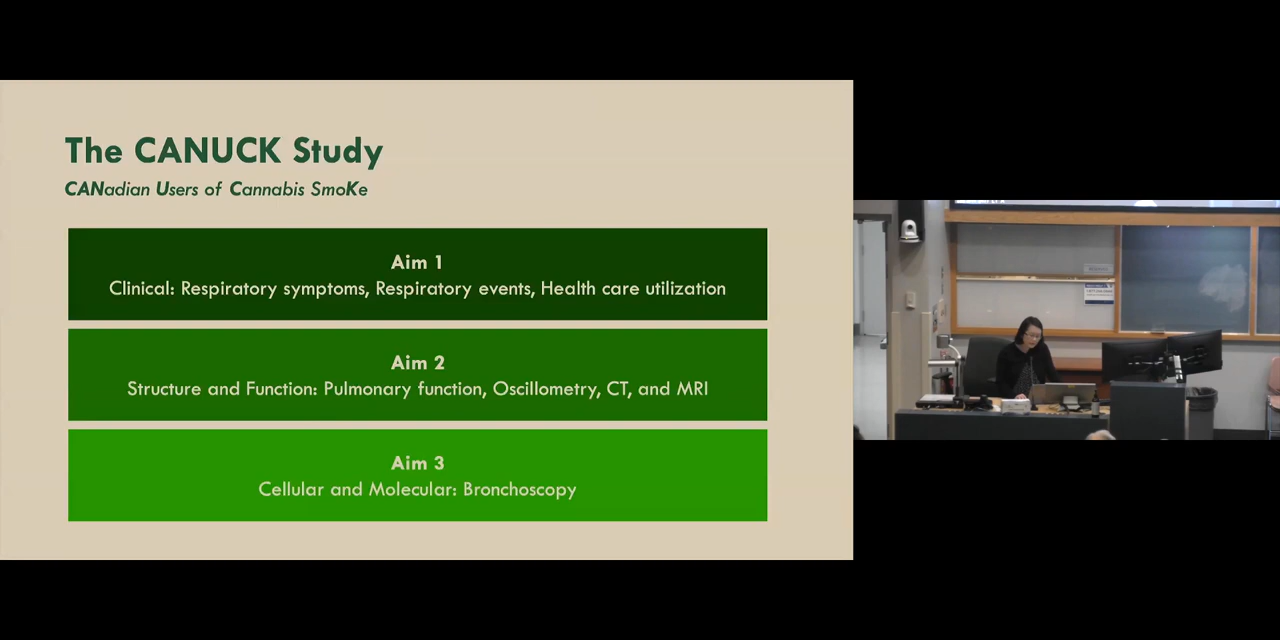 The CANUCK Study
CANadian Users of Cannabis SmoKe
Aim 1
Clinical: Respiratory symptoms, Respiratory events, Health care utilization
Aim 2
Structure and Function: Pulmonary function, Oscillometry, CT, and MRI
Aim 3
Cellular and Molecular: Bronchoscopy